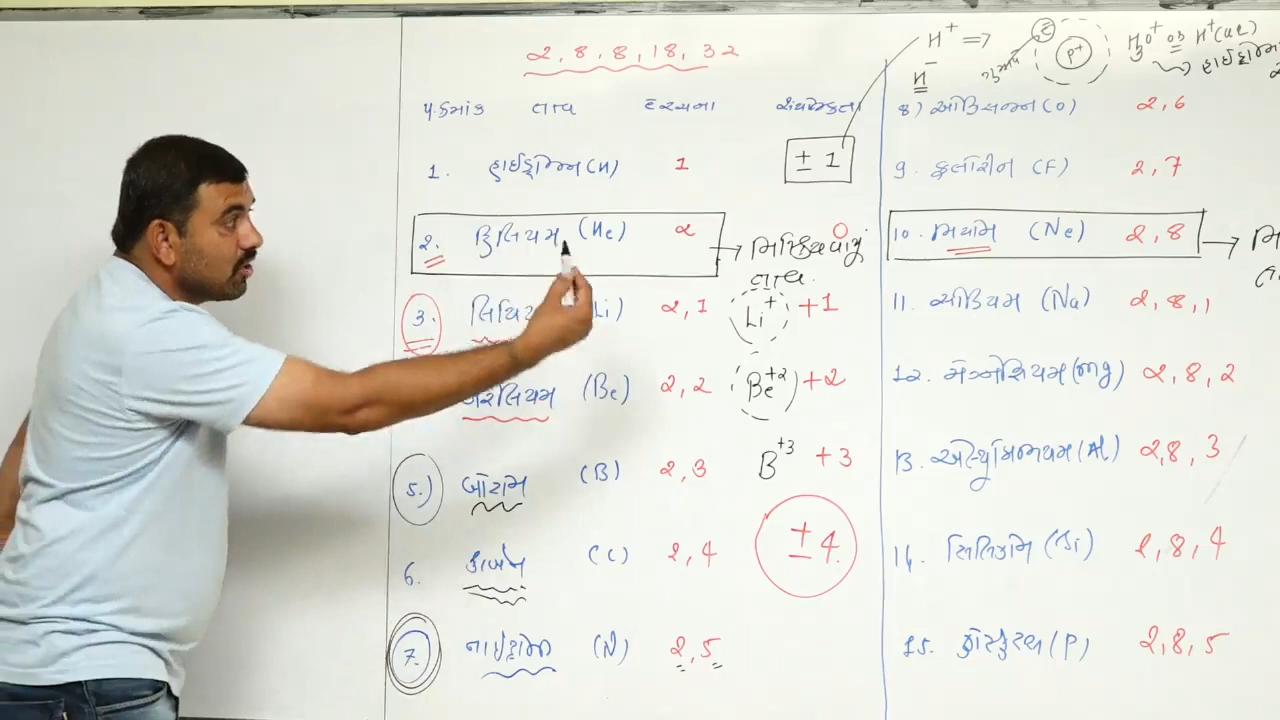 2, 8, 8, 18, 32
પ.ક્રમાંક તત્વ ઇ.રચના સંયોજકતા
1. હાઈડ્રોજન (H) 1 ± 1
2. હિલિયમ (He) 2 0 → નિષ્ક્રિય વાયુ
તત્વ.
3. (Li) 2, 1 Li⁺ +1
બેરેલિયમ (Be) 2, 2 Be⁺² +2
5.) બોરોન (B) 2, 3 B⁺³ +3
6. કાર્બન (C) 2, 4 ± 4
7. નાઈટ્રોજન (N) 2, 5
H⁺ ⇒ e⁻ P⁺ H₃O⁺ or H⁺
H⁻
8) ઓક્સિજન (O) 2, 6
9. ફ્લોરીન (F) 2, 7
10. નિયોન (Ne) 2, 8 →
11. સોડિયમ (Na) 2, 8, 1
12. મેગ્નેશિયમ (Mg) 2, 8, 2
13. એલ્યુમિનિયમ (Al) 2, 8, 3
14. સિલિકોન (Si) 2, 8, 4
15. ફોસ્ફરસ (P) 2, 8, 5